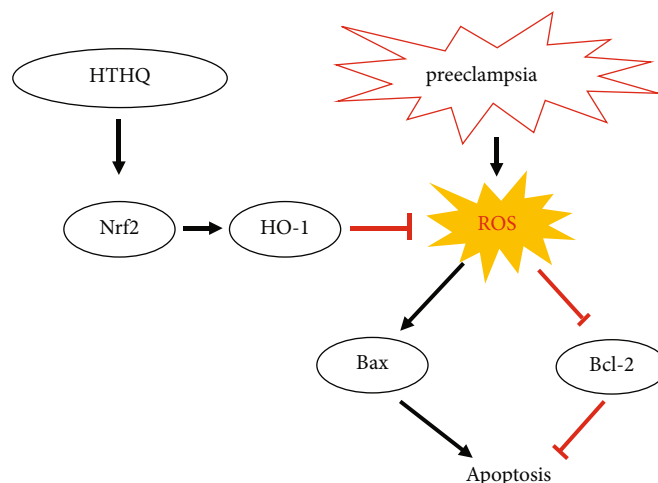 HTHQ
preeclampsia
Nrf2
HO-1
ROS
Bax
Bcl-2
Apoptosis